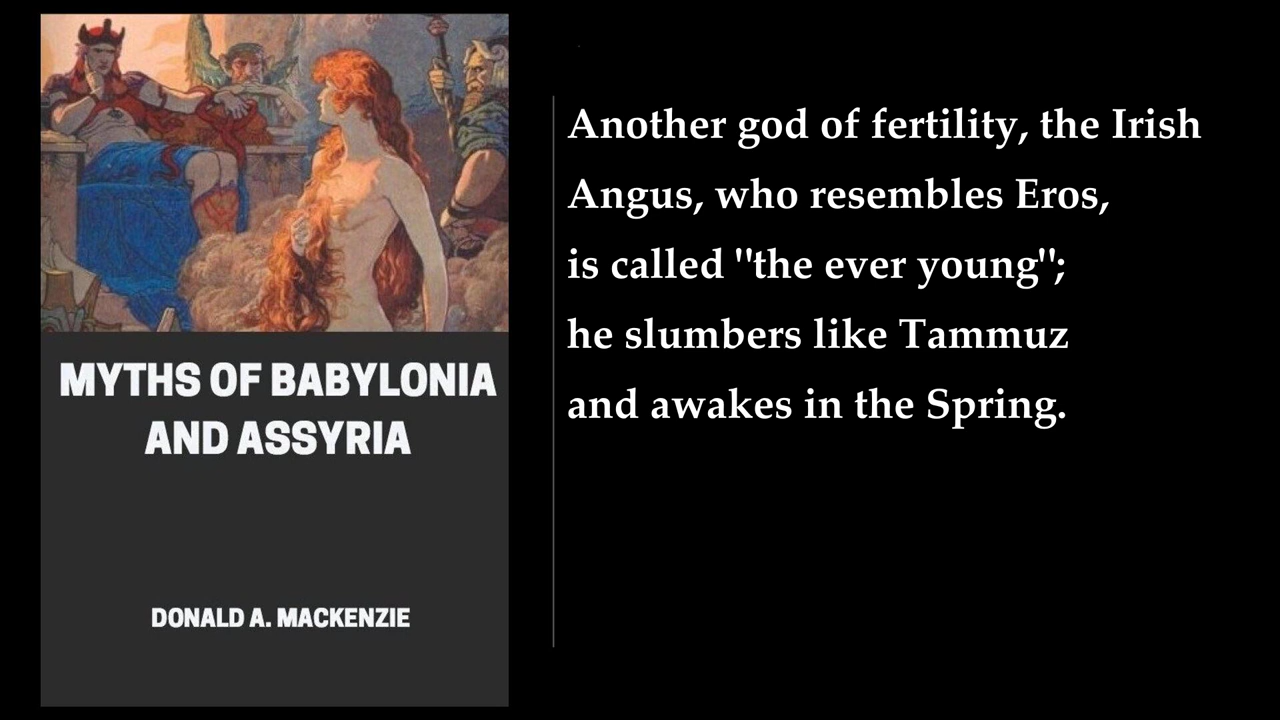 MYTHS OF BABYLONIA
AND ASSYRIA
DONALD A. MACKENZIE
Another god of fertility, the Irish
Angus, who resembles Eros,
is called "the ever young";
he slumbers like Tammuz
and awakes in the Spring.